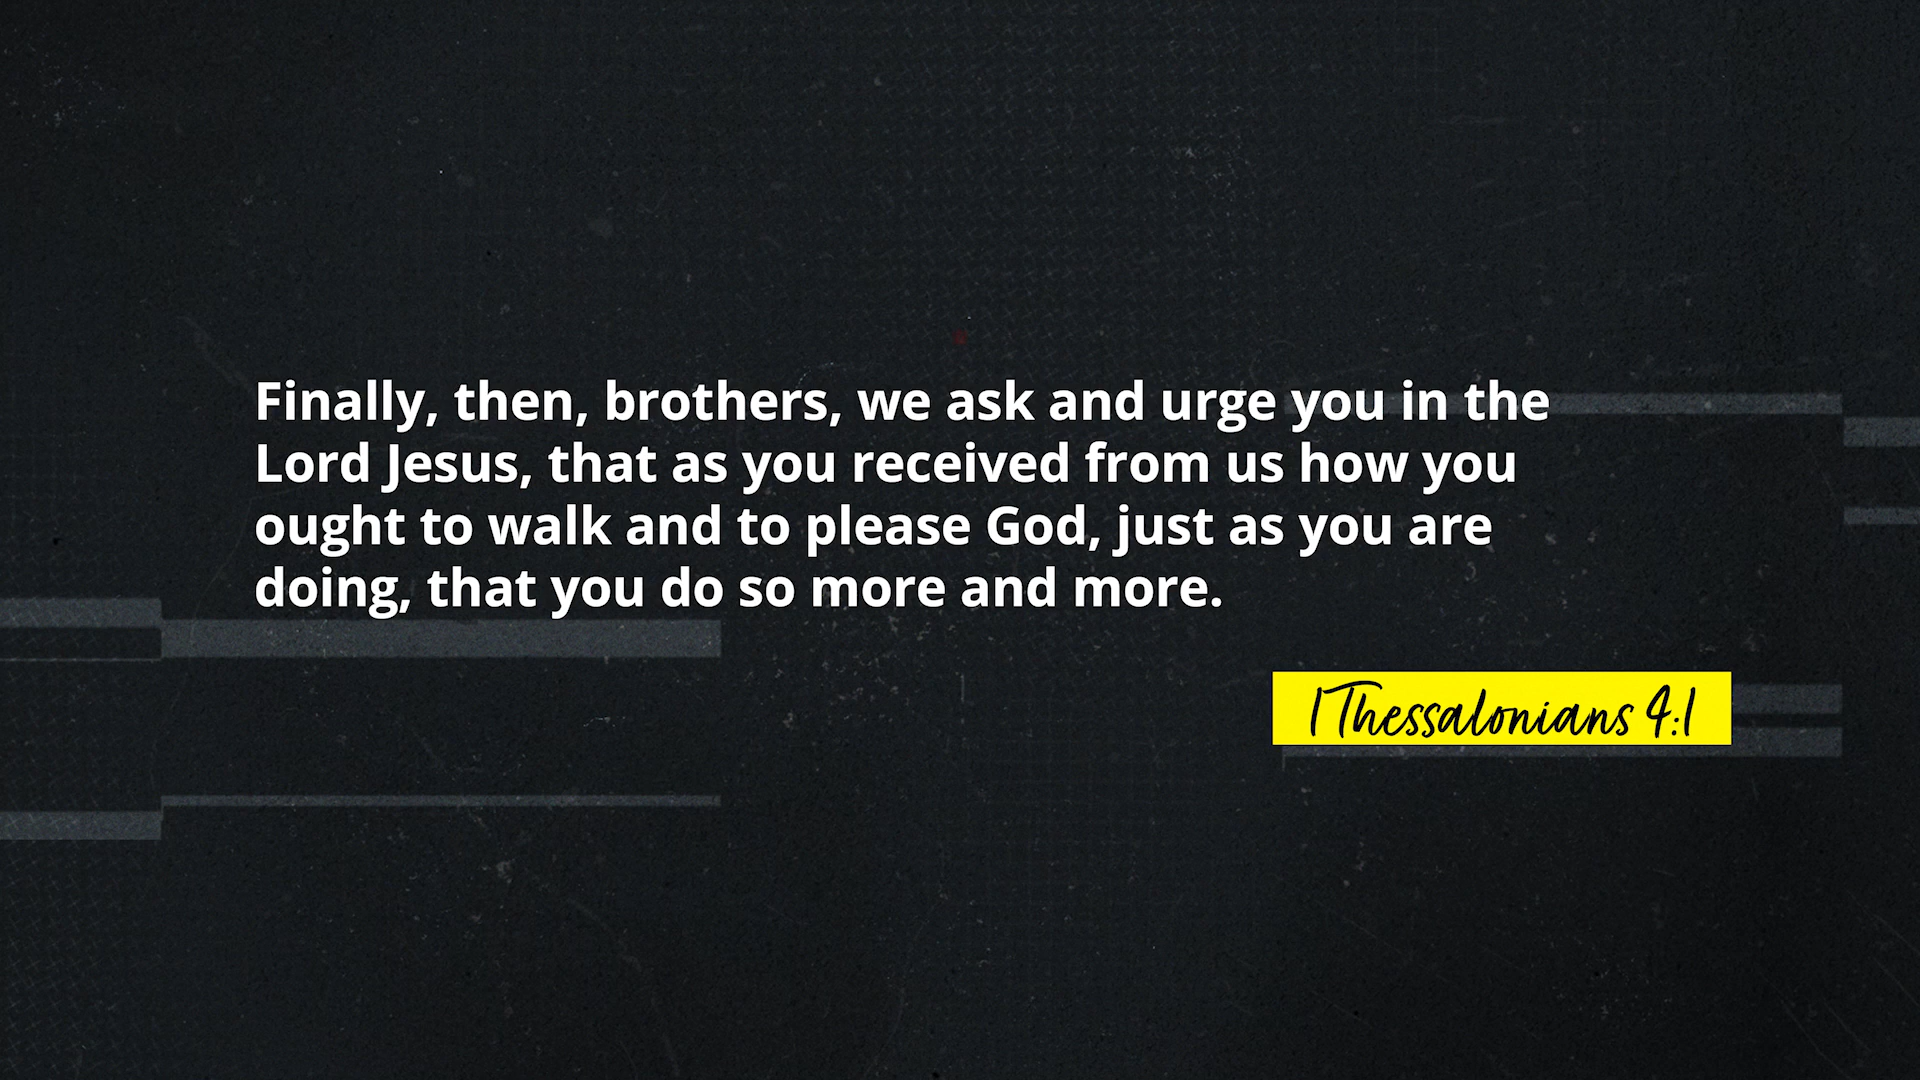 Finally, then, brothers, we ask and urge you in the
Lord Jesus, that as you received from us how you
ought to walk and to please God, just as you are
doing, that you do so more and more.
1 Thessalonians 4:1